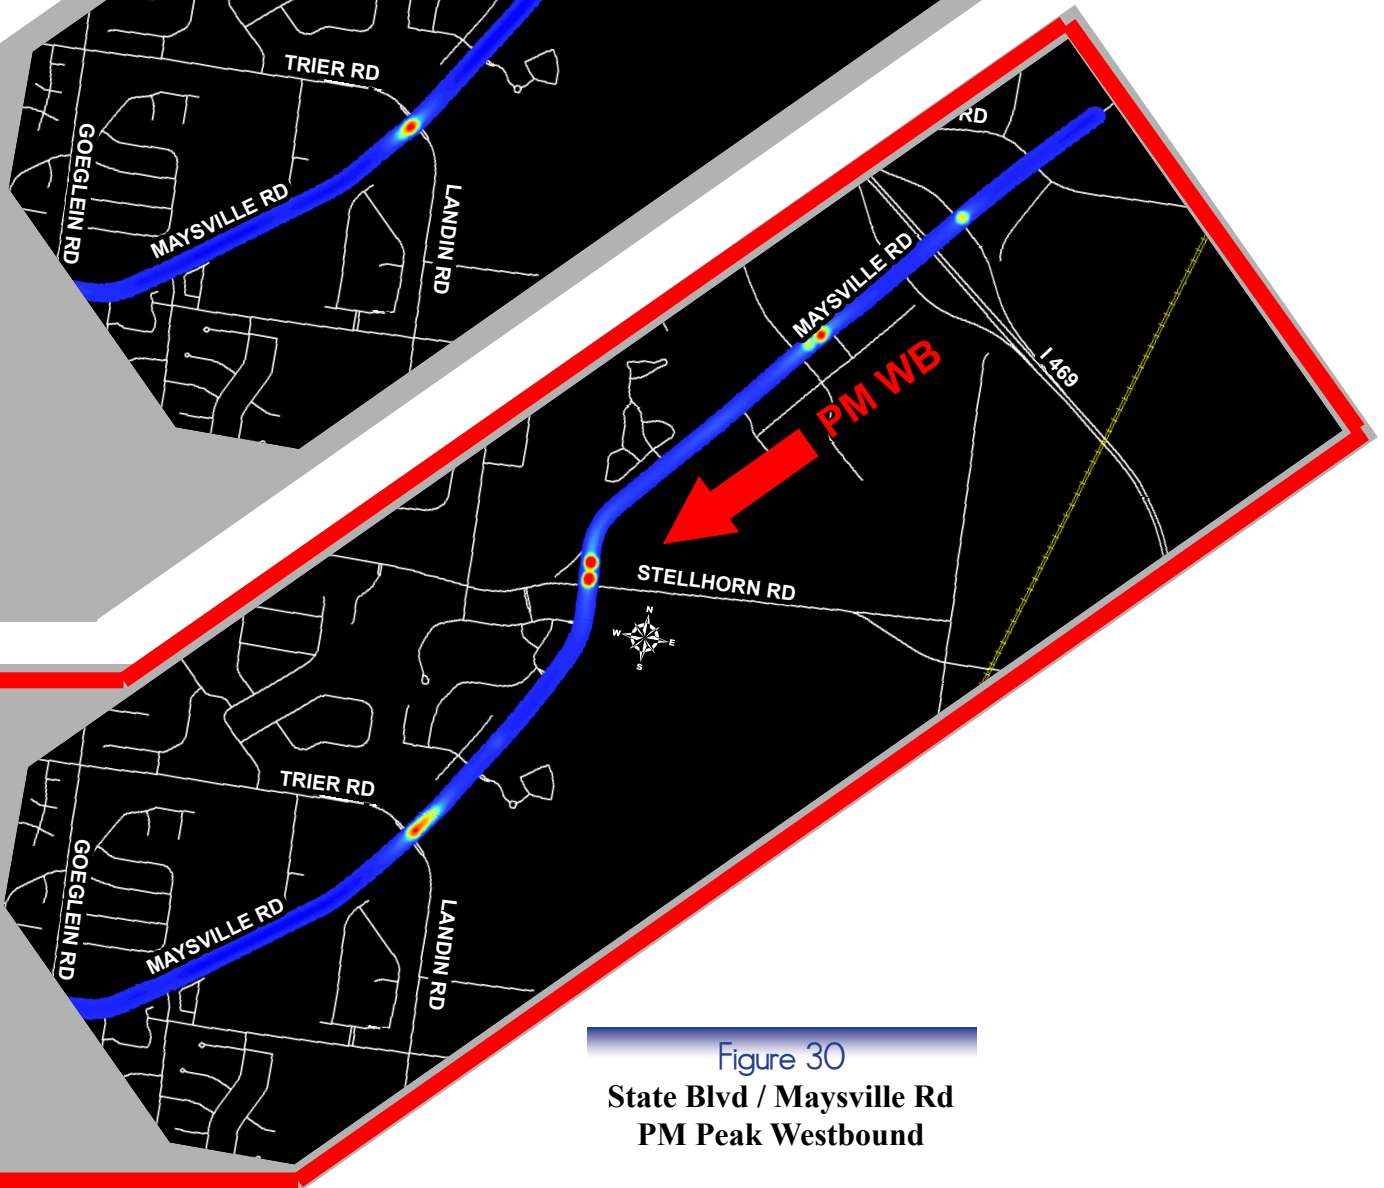 TRIER RD
GOEGLEIN RD
MAYSVILLE RD
LANDIN RD
RD
MAYSVILLE RD
I 469
PM WB
STELLHORN RD
N
W E
S
TRIER RD
GOEGLEIN RD
MAYSVILLE RD
LANDIN RD
Figure 30
State Blvd / Maysville Rd
PM Peak Westbound